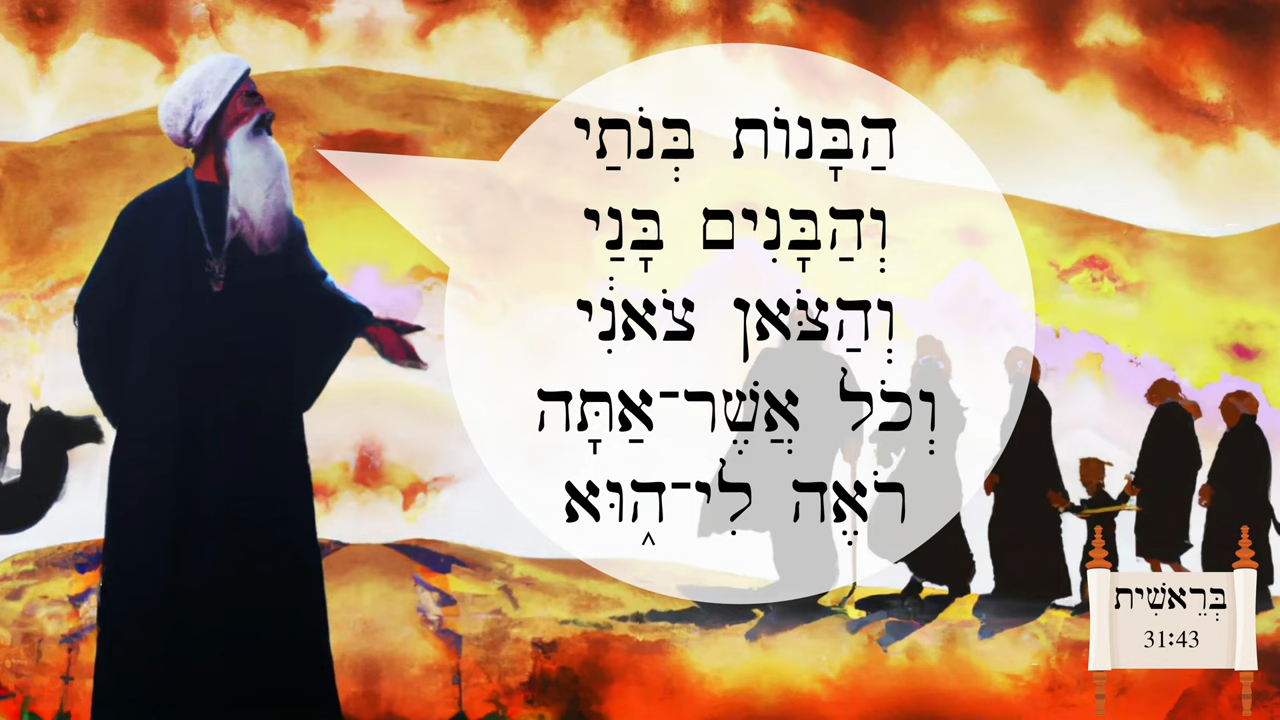 הַבָּנוֹת בְּנֹתַי
וְהַבָּנִים בָּנַי
וְהַצֹּאן צֹאנִ֔י
וְכֹל אֲשֶׁר־אַתָּה
רֹאֶה לִי־ה֑וּא
בְּרֵאשִׁית
31:43